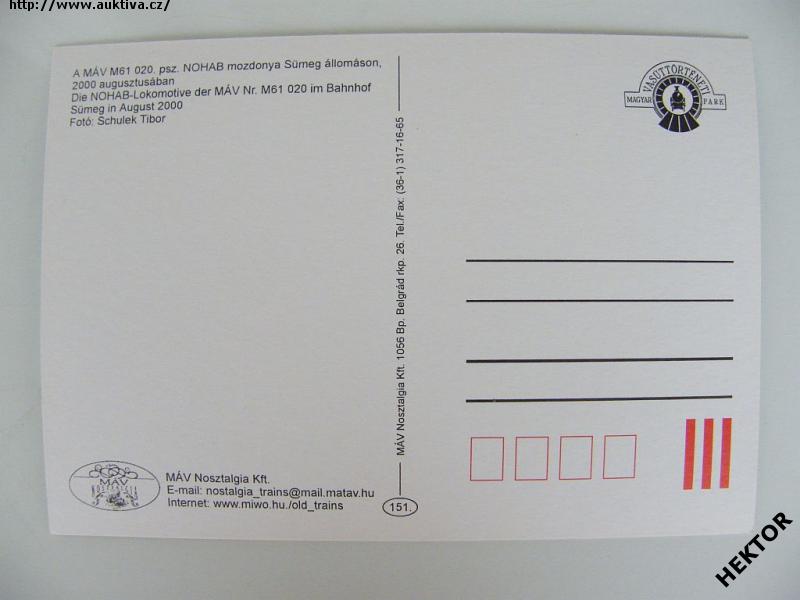 http://www.auktiva.cz/
A MÁV M61 020. psz. NOHAB mozdonya Sümeg állomáson,
2000 augusztusában
Die NOHAB-Lokomotive der MÁV Nr. M61 020 im Bahnhof
Sümeg in August 2000
Fotó: Schulek Tibor
VASÚTTÖRTÉNETI
MAGYAR PARK
MÁV Nosztalgia Kft. 1056 Bp. Belgrád rkp. 26. Tel./Fax: (36-1) 317-16-65
MÁV
NOSZTALGIA
MÁV Nosztalgia Kft.
E-mail: nostalgia_trains@mail.matav.hu
Internet: www.miwo.hu./old_trains
151.
HEKTOR